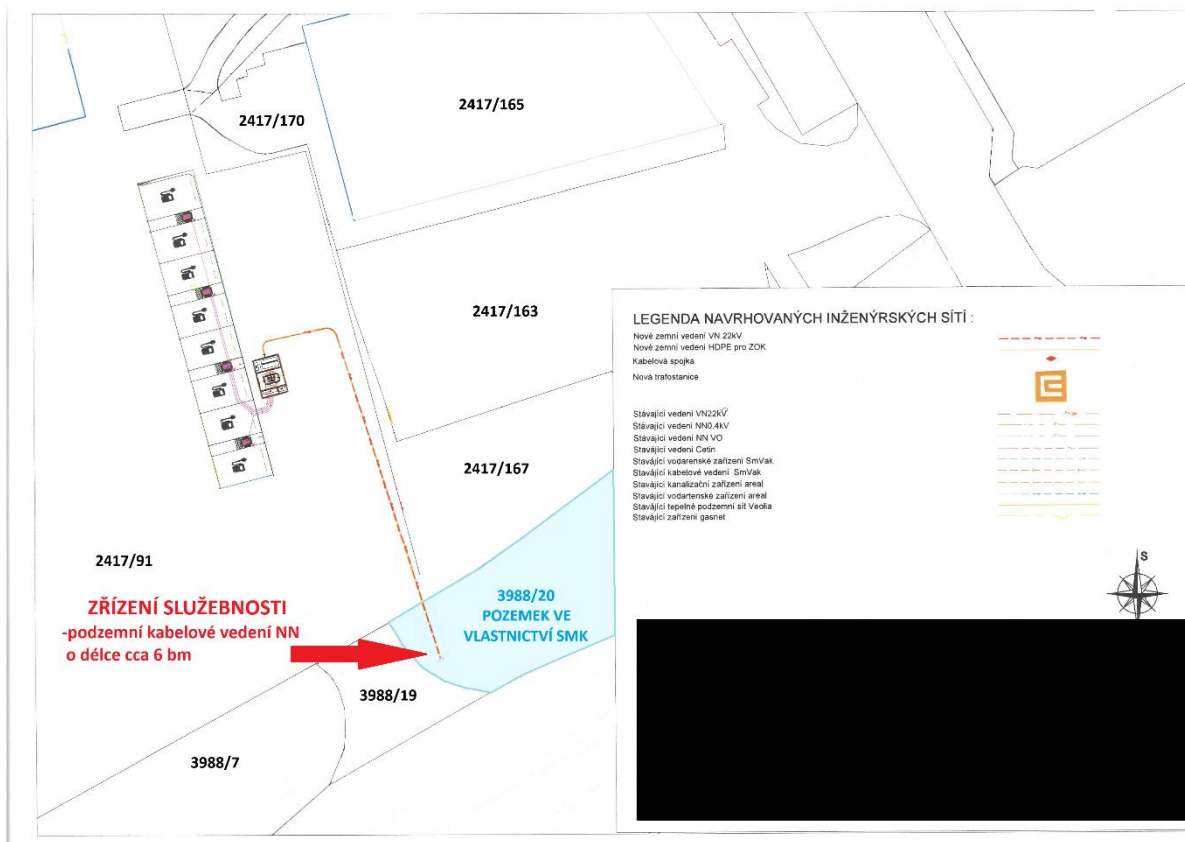 2417/165
2417/170
2417/163
2417/167
2417/91
ZŘÍZENÍ SLUŽEBNOSTI
-podzemní kabelové vedení NN
o délce cca 6 bm
3988/20
POZEMEK VE
VLASTNICTVÍ SMK
3988/19
3988/7
LEGENDA NAVRHOVANÝCH INŽENÝRSKÝCH SÍTÍ :
Nové zemní vedení VN 22kV
Nové zemní vedení HDPE pro ZOK
Kabelová spojka
Nová trafostanice
Stávající vedení VN22kV
Stávající vedení NN0.4kV
Stávající vedení NN VO
Stávající vedení Cetin
Stávající vodarenské zařízení SmVak
Stávající kabelové vedení SmVak
Stávající kanalizační zařízení areal
Stávající vodartenské zařízení areal
Stávající tepelné podzemní síť Veolia
Stávající zařízení gasnet
S